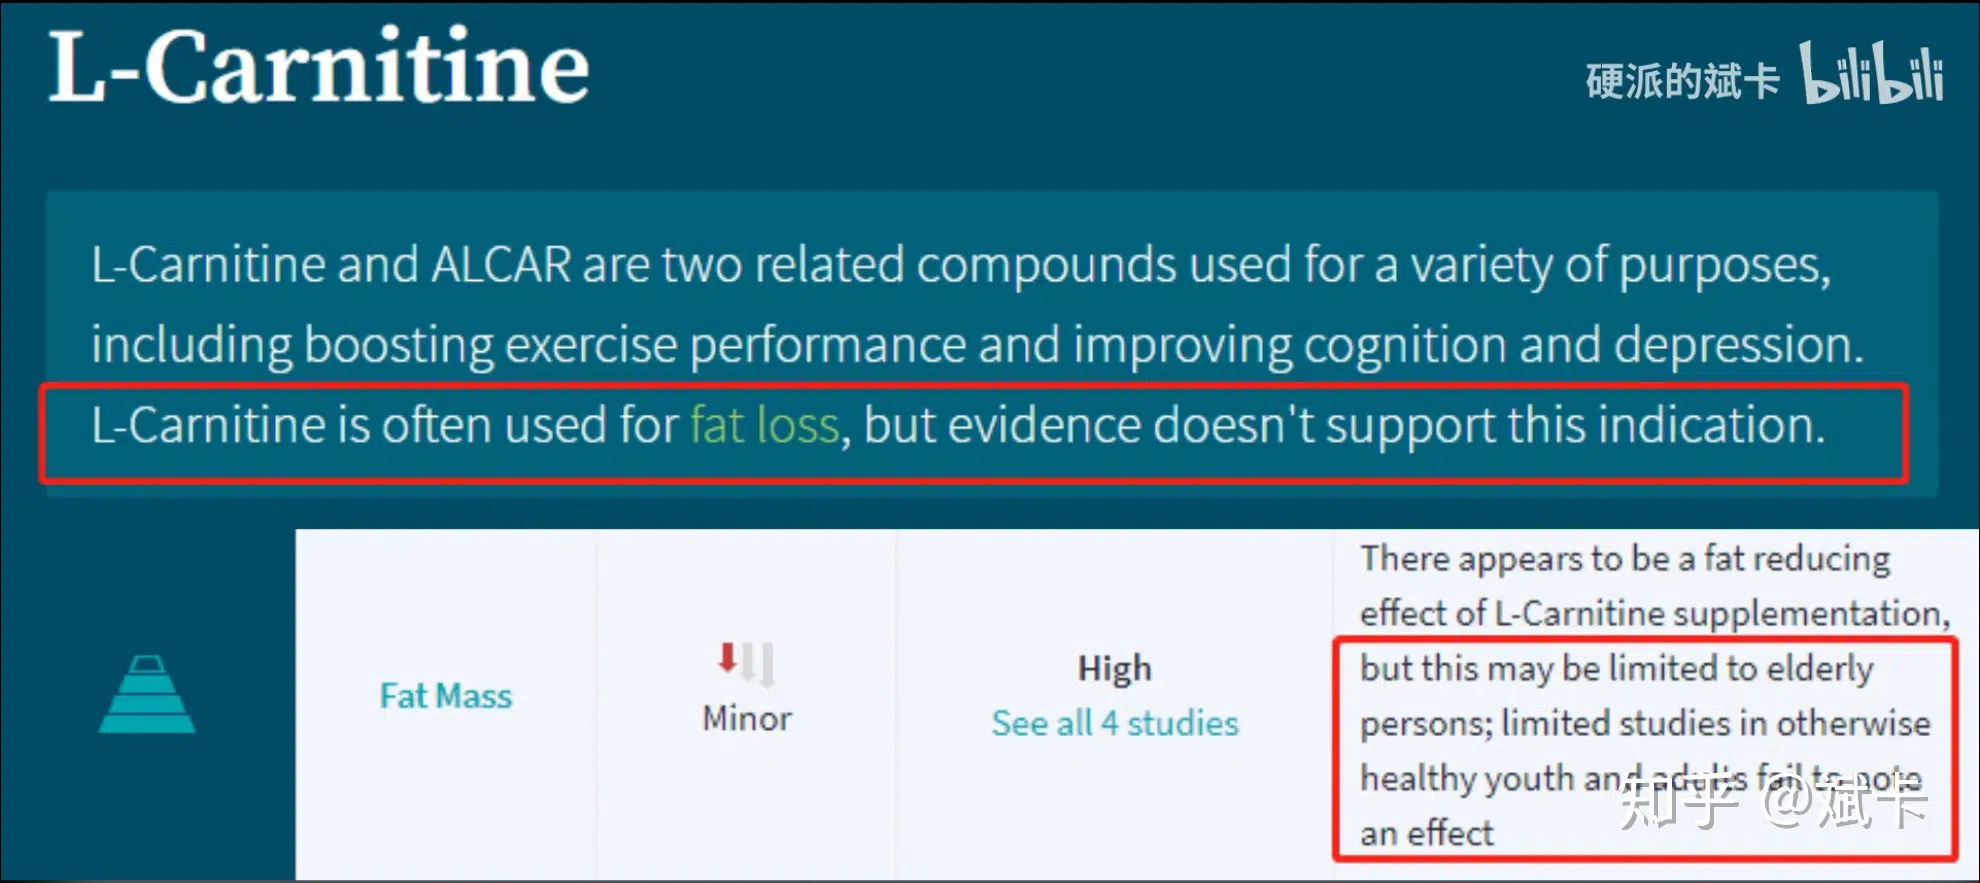 L-Carnitine
硬派的斌卡 bilibili
L-Carnitine and ALCAR are two related compounds used for a variety of purposes,
including boosting exercise performance and improving cognition and depression.
L-Carnitine is often used for fat loss, but evidence doesn't support this indication.
Fat Mass
Minor
High
See all 4 studies
There appears to be a fat reducing
effect of L-Carnitine supplementation,
but this may be limited to elderly
persons; limited studies in otherwise
healthy youth and adults fail to note
an effect
知乎 @斌卡